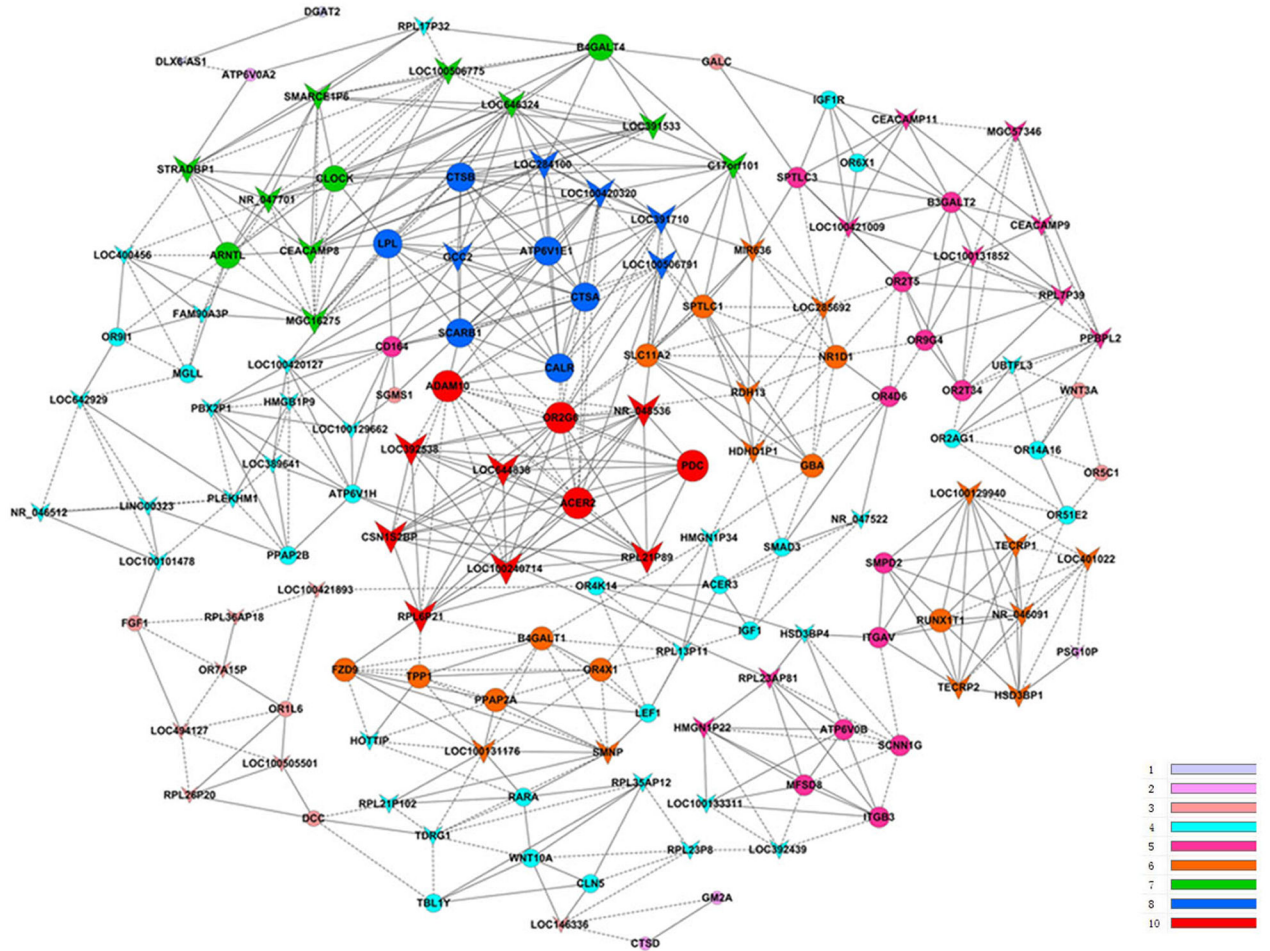 DGAT2
RPL17P32
B4GALT4
DLX6-AS1
ATP6V0A2
LOC100506775
GALC
SMARCE1P6
LOC646324
IGF1R
CEACAMP11
MGC57346
LOC391533
STRADBP1
CLOCK
CTSB
LOC284100
C17orf101
OR6X1
SPTLC3
NR_047701
LOC100420320
B3GALT2
LOC391710
LOC100421009
CEACAMP9
LOC400456
ARNTL
CEACAMP8
LPL
GCC2
ATP6V1E1
LOC100506791
MIR636
LOC100131852
OR2T5
RPL7P39
CTSA
SPTLC1
LOC285692
FAM90A3P
MGC16275
OR9I1
SCARB1
CD164
SLC11A2
NR1D1
OR9G4
PPBPL2
LOC100420127
MGLL
CALR
UBTFL3
ADAM10
SGMS1
RDH13
OR4D6
OR2T34
WNT3A
LOC642929
PBX2P1
HMGB1P9
OR2G6
NR_048536
LOC100129662
OR2AG1
OR14A16
LOC392538
HDHD1P1
GBA
LOC389641
LOC644838
PDC
OR5C1
ATP6V1H
LOC100129940
PLEKHM1
ACER2
LINC00323
NR_046512
OR51E2
NR_047522
CSN1S2BP
HMGN1P34
SMAD3
TECRP1
PPAP2B
LOC100101478
RPL21P89
LOC401022
SMPD2
LOC100240714
LOC100421893
OR4K14
ACER3
FGF1
RPL36AP18
RPL6P21
NR_046091
RUNX1T1
IGF1
HSD3BP4
ITGAV
B4GALT1
RPL13P11
PSG10P
OR7A15P
FZD9
TPP1
OR4X1
RPL23AP81
TECRP2
HSD3BP1
OR1L6
PPAP2A
LEF1
LOC494127
HMGN1P22
ATP6V0B
HOTTIP
LOC100131176
SMNP
SCNN1G
LOC100505501
RPL26P20
RARA
RPL35AP12
MFSD8
RPL21P102
LOC100133311
DCC
ITGB3
TDRG1
WNT10A
RPL23P8
LOC392439
CLN5
TBL1Y
GM2A
LOC146336
CTSD
1
2
3
4
5
6
7
8
10